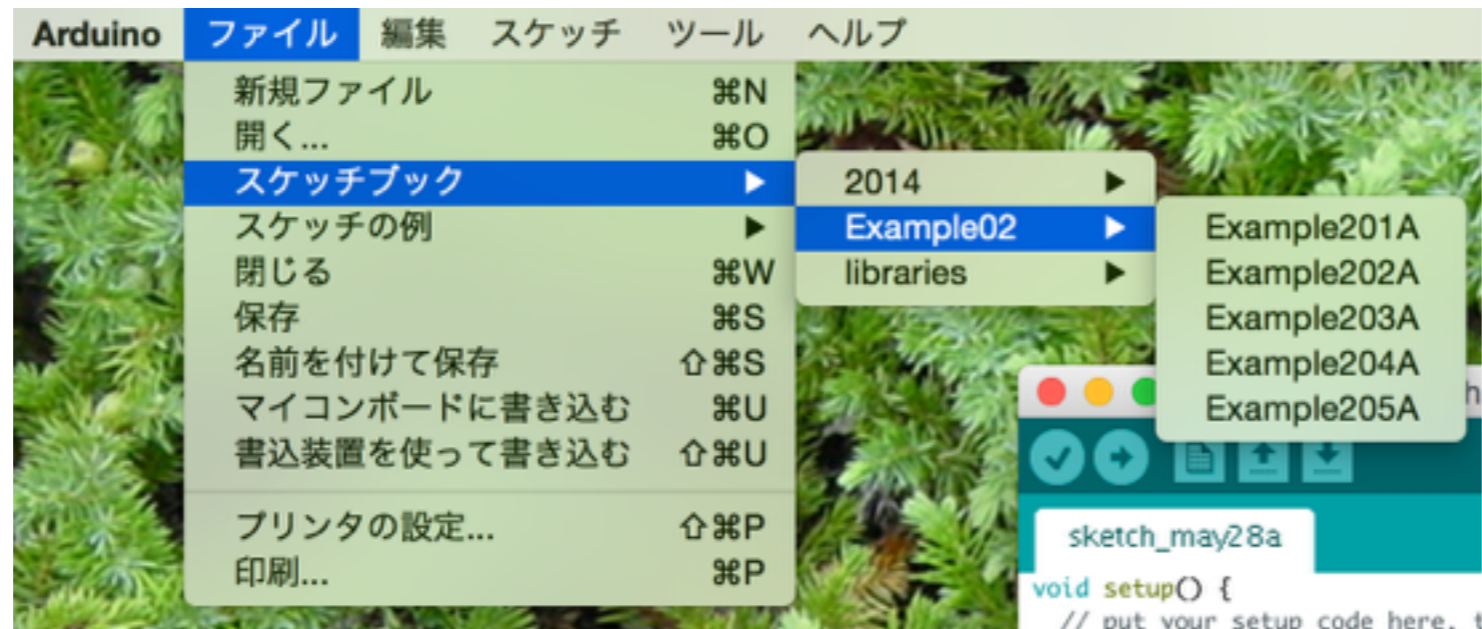 Arduino ファイル 編集 スケッチ ツール ヘルプ
新規ファイル ⌘N
開く... ⌘O
スケッチブック ▶
スケッチの例 ▶
閉じる ⌘W
保存 ⌘S
名前を付けて保存 ⇧⌘S
マイコンボードに書き込む ⌘U
書込装置を使って書き込む ⇧⌘U
プリンタの設定... ⇧⌘P
印刷... ⌘P
2014 ▶
Example02 ▶
libraries ▶
Example201A
Example202A
Example203A
Example204A
Example205A
sketch_may28a
void setup() {
// put your setup code here,